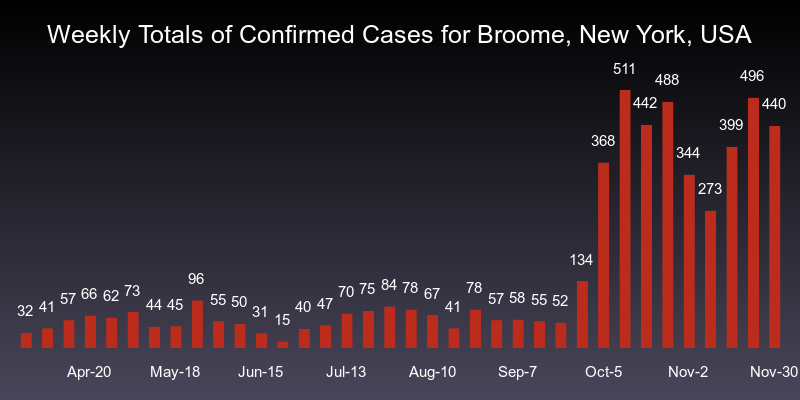 Weekly Totals of Confirmed Cases for Broome, New York, USA
32 41 57 66 62 73 44 45 96 55 50 31 15 40 47 70 75 84 78 67 41 78 57 58 55 52 134 368 511 442 488 344 273 399 496 440
Apr-20 May-18 Jun-15 Jul-13 Aug-10 Sep-7 Oct-5 Nov-2 Nov-30